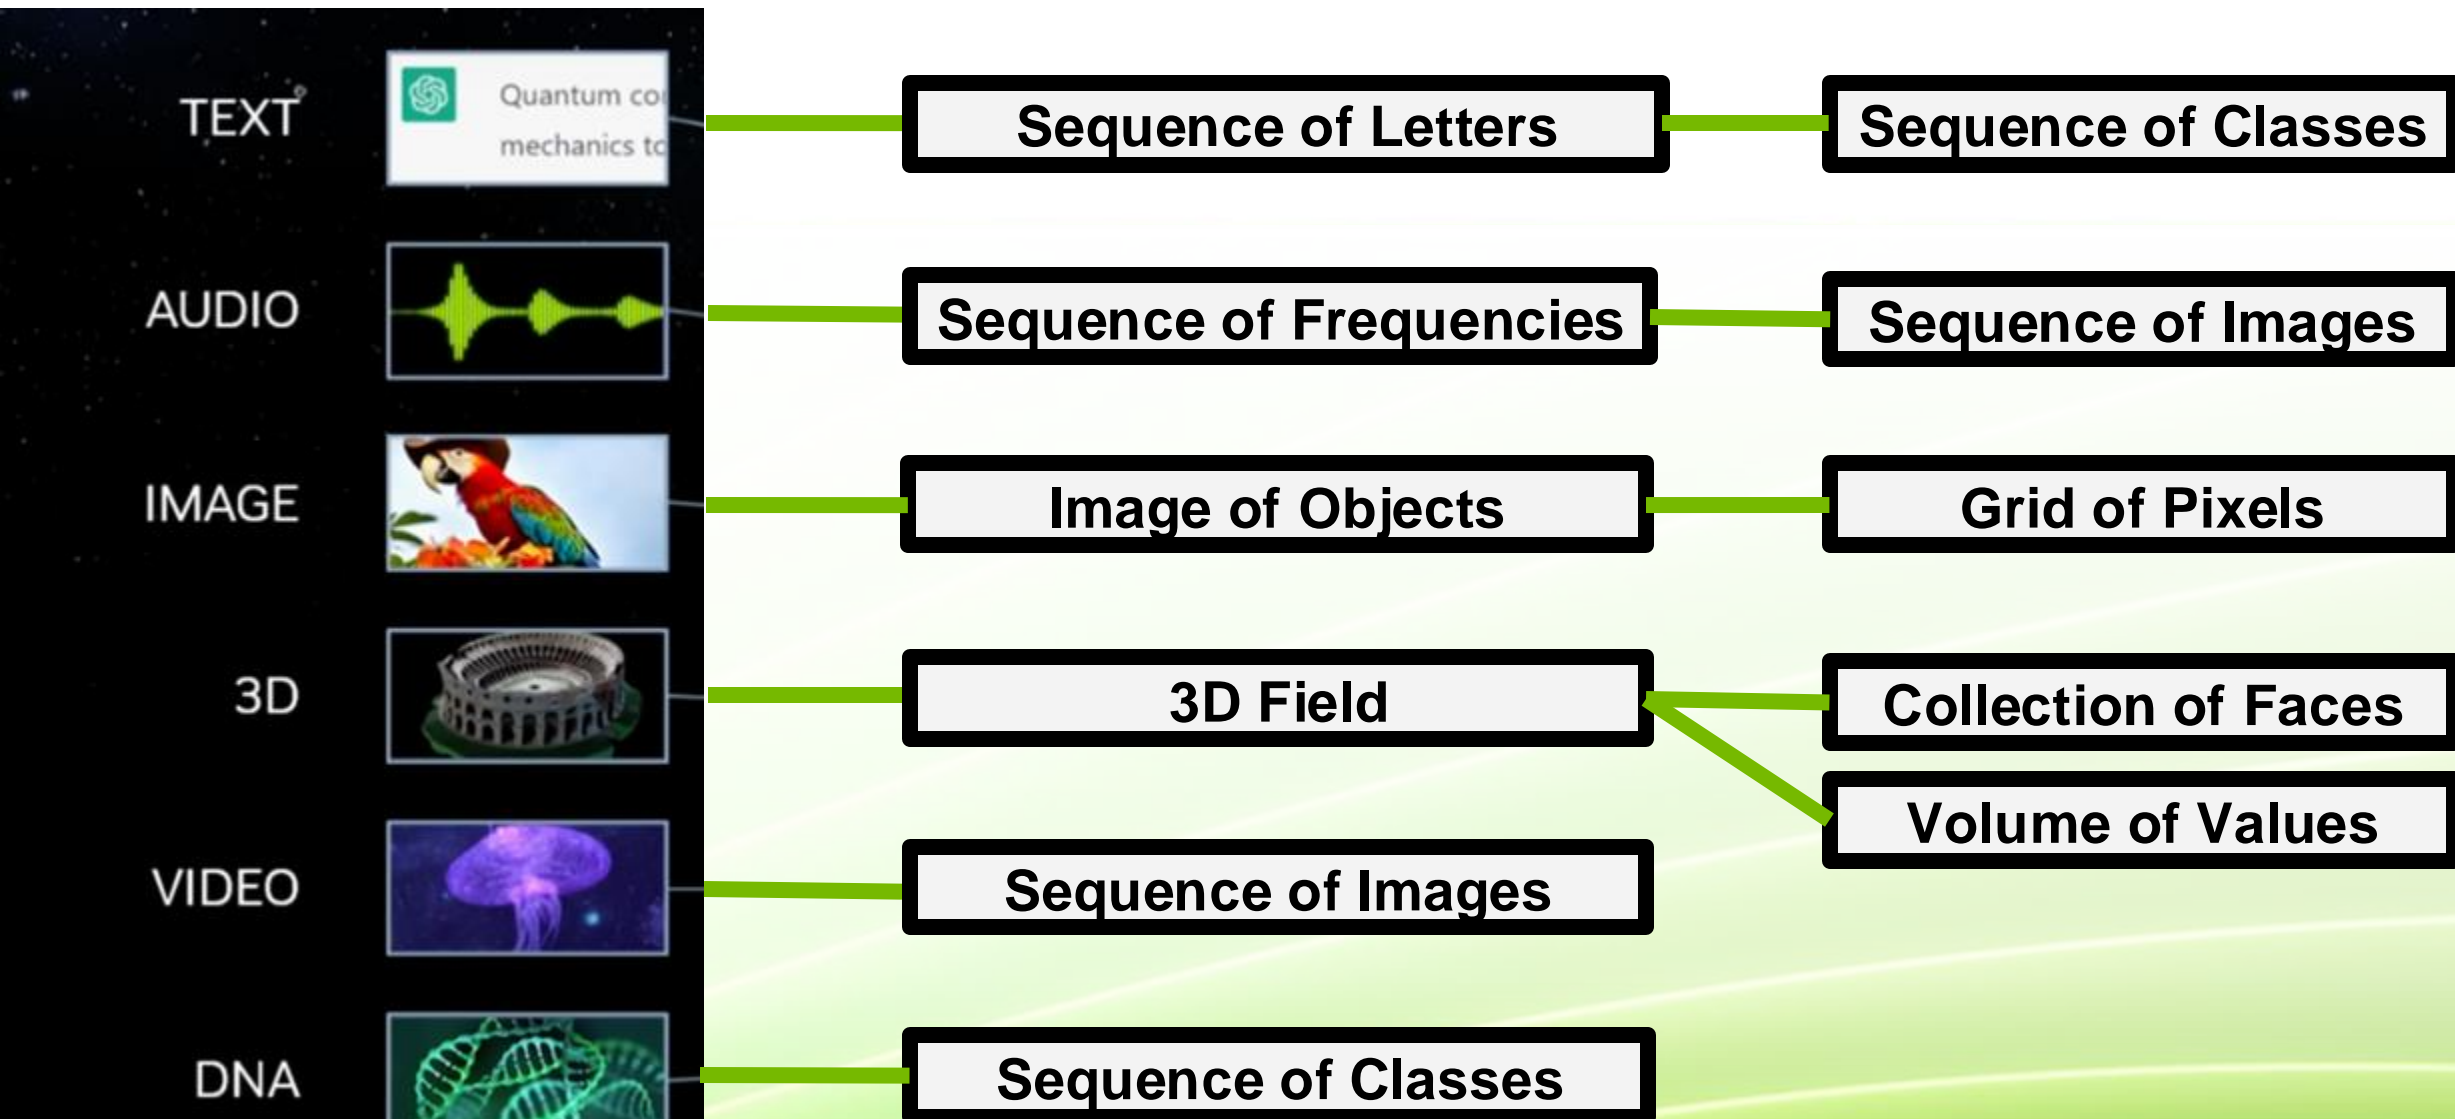 TEXT
Quantum co
mechanics to
Sequence of Letters
Sequence of Classes
AUDIO
Sequence of Frequencies
Sequence of Images
IMAGE
Image of Objects
Grid of Pixels
3D
3D Field
Collection of Faces
Volume of Values
VIDEO
Sequence of Images
DNA
Sequence of Classes